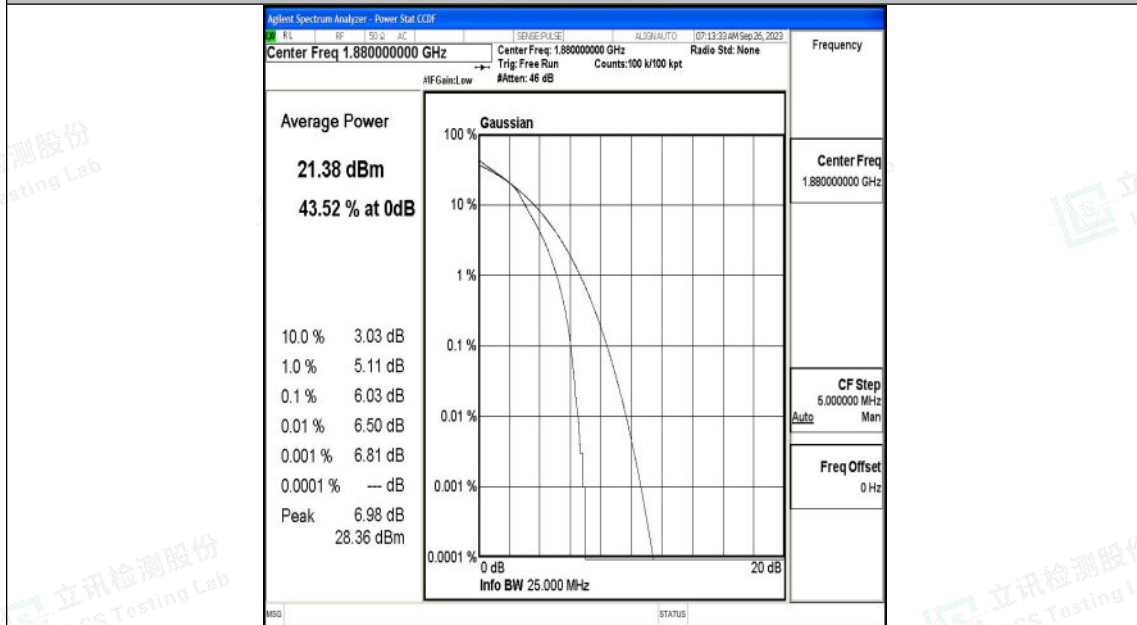 Agilent Spectrum Analyzer - Power Stat CCDF
RL RF 50 Ω AC SENSE:PULSE ALIGNAUTO 07:13:33 AM Sep 26, 2023
Center Freq 1.880000000 GHz
Center Freq: 1.880000000 GHz Radio Std: None
Trig: Free Run Counts:100 k/100 kpt
#IFGain:Low #Atten: 46 dB
Frequency
Average Power
21.38 dBm
43.52 % at 0dB
10.0 % 3.03 dB
1.0 % 5.11 dB
0.1 % 6.03 dB
0.01 % 6.50 dB
0.001 % 6.81 dB
0.0001 % --- dB
Peak 6.98 dB
28.36 dBm
Gaussian
100 %
10 %
1 %
0.1 %
0.01 %
0.001 %
0.0001 %
0 dB 20 dB
Info BW 25.000 MHz
Center Freq
1.880000000 GHz
CF Step
5.000000 MHz
Auto Man
Freq Offset
0 Hz
MSG STATUS
检测股份
立讯检测股份
LCS Testing Lab
立讯检测股份
LCS Testing Lab